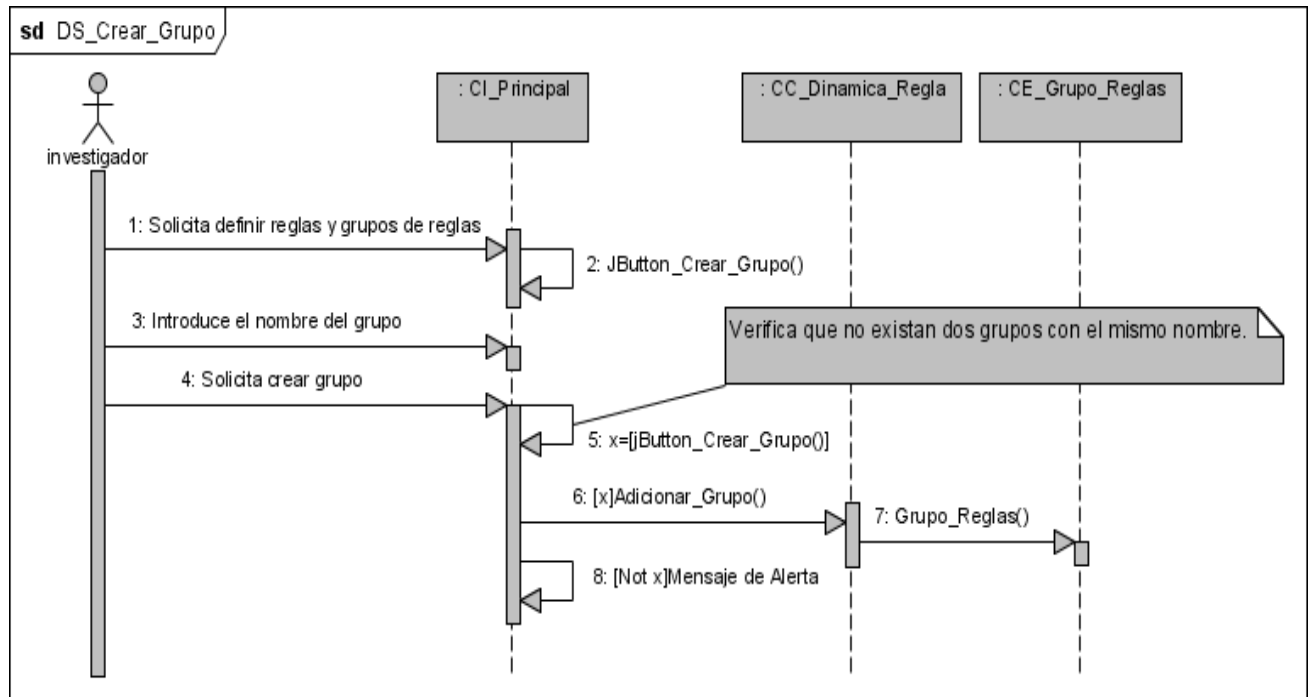 sd DS_Crear_Grupo
: CI_Principal
: CC_Dinamica_Regla
: CE_Grupo_Reglas
investigador
1: Solicita definir reglas y grupos de reglas
2: JButton_Crear_Grupo()
3: Introduce el nombre del grupo
Verifica que no existan dos grupos con el mismo nombre.
4: Solicita crear grupo
5: x=[jButton_Crear_Grupo()]
6: [x]Adicionar_Grupo()
7: Grupo_Reglas()
8: [Not x]Mensaje de Alerta